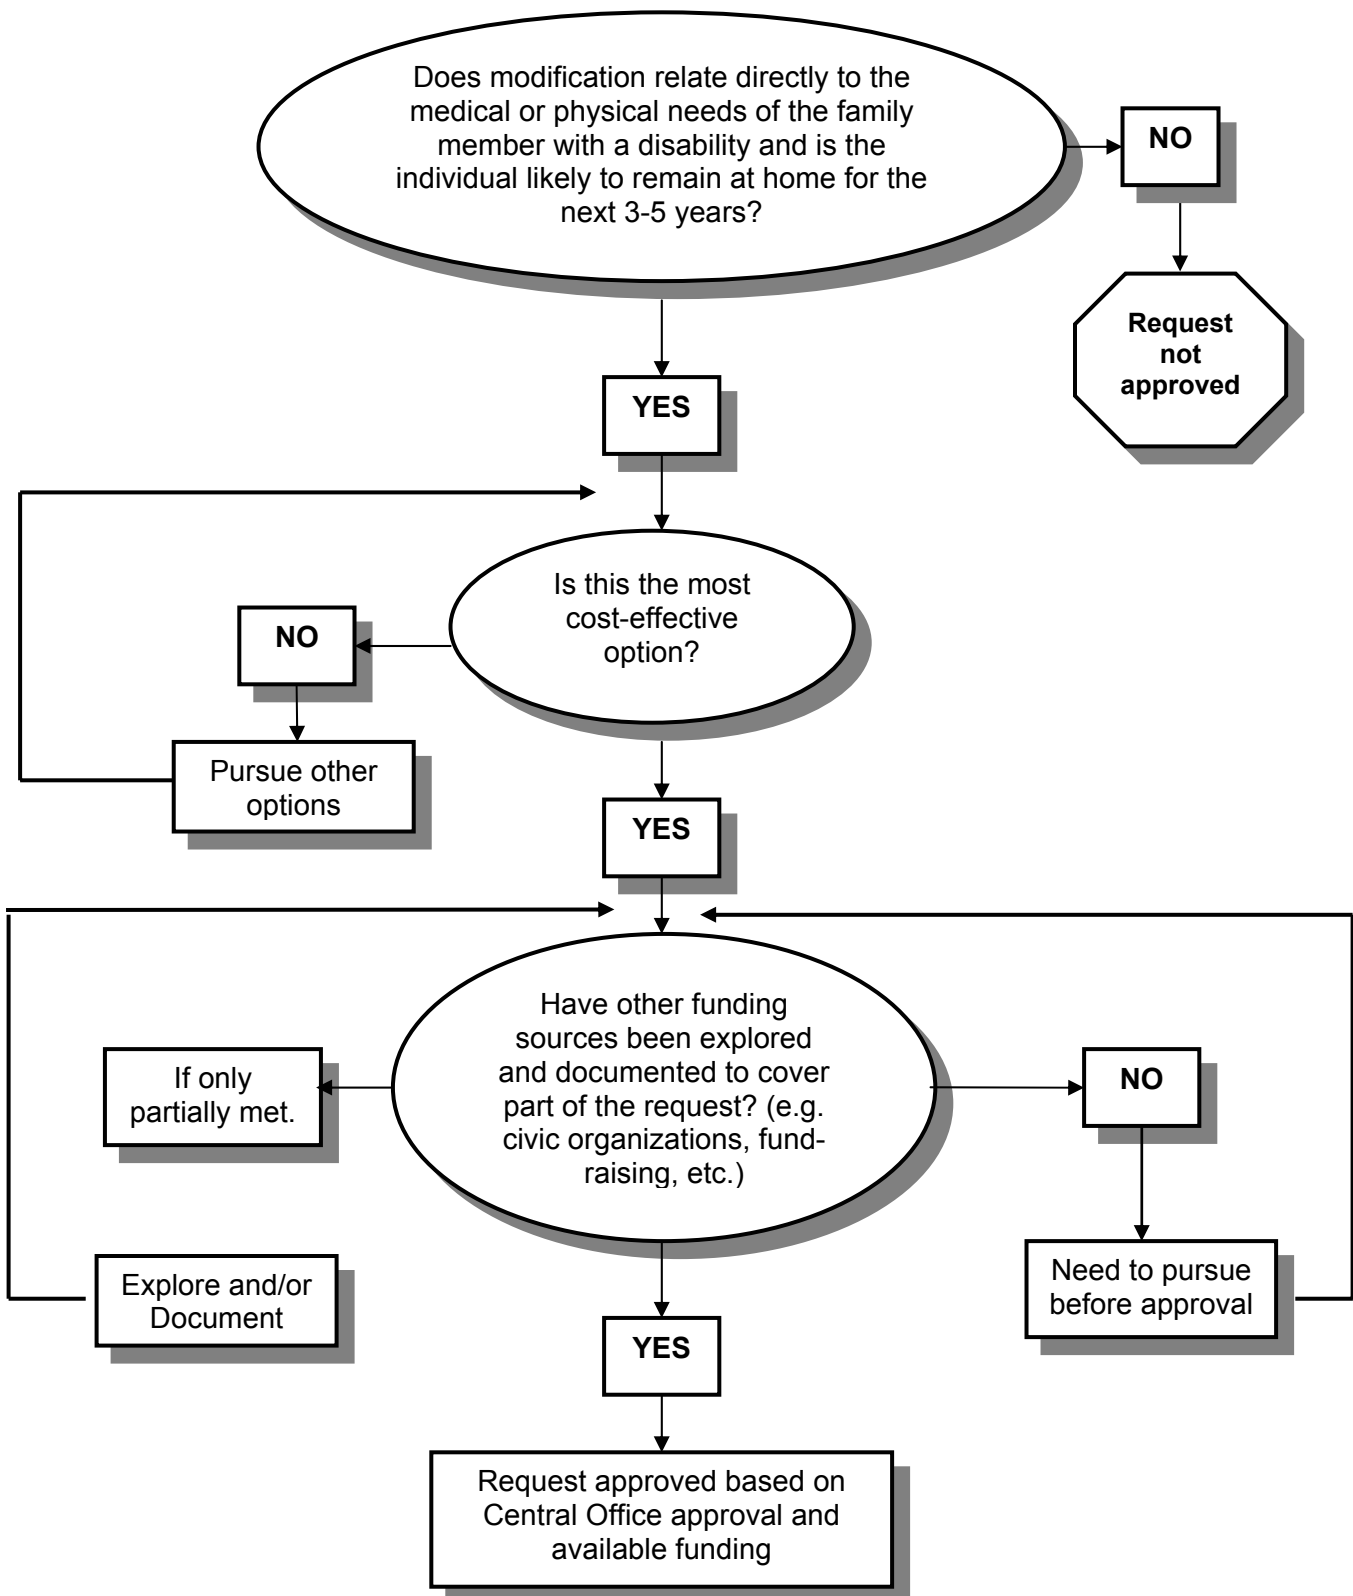 Does modification relate directly to the
medical or physical needs of the family
member with a disability and is the
individual likely to remain at home for the
next 3-5 years?
NO
Request
not
approved
YES
Is this the most
cost-effective
option?
NO
Pursue other
options
YES
Have other funding
sources been explored
and documented to cover
part of the request? (e.g.
civic organizations, fund-
raising, etc.)
If only
partially met.
NO
Explore and/or
Document
Need to pursue
before approval
YES
Request approved based on
Central Office approval and
available funding